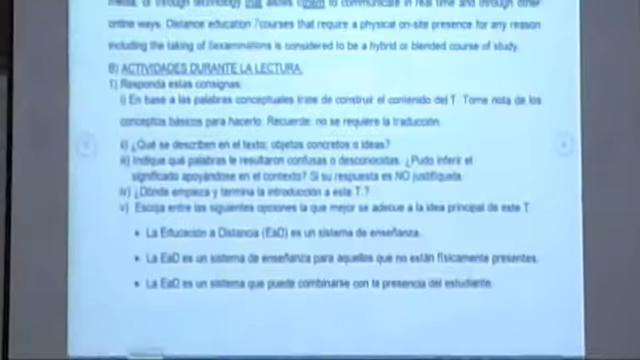 media, or through technology that allows them to communicate in real time and through other
online ways. Distance education 7courses that require a physical on-site presence for any reason
including the taking of 8examinations is considered to be a hybrid or blended course of study.
B) ACTIVIDADES DURANTE LA LECTURA.
1) Responda estas consignas:
i) En base a las palabras conceptuales trate de construir el contenido del T. Tome nota de los
conceptos básicos para hacerlo. Recuerde: no se requiere la traducción.
ii) ¿Qué se describen en el texto; objetos concretos o ideas?
iii) Indique qué palabras le resultaron confusas o desconocidas. ¿Pudo inferir el
significado apoyándose en el contexto? Si su respuesta es NO justifíquela.
iv) ¿Dónde empieza y termina la introducción a este T.?
v) Escoja entre las siguientes opciones la que mejor se adecue a la idea principal de este T.
• La Educación a Distancia (EaD) es un sistema de enseñanza.
• La EaD es un sistema de enseñanza para aquellos que no están físicamente presentes.
• La EaD es un sistema que puede combinarse con la presencia del estudiante.